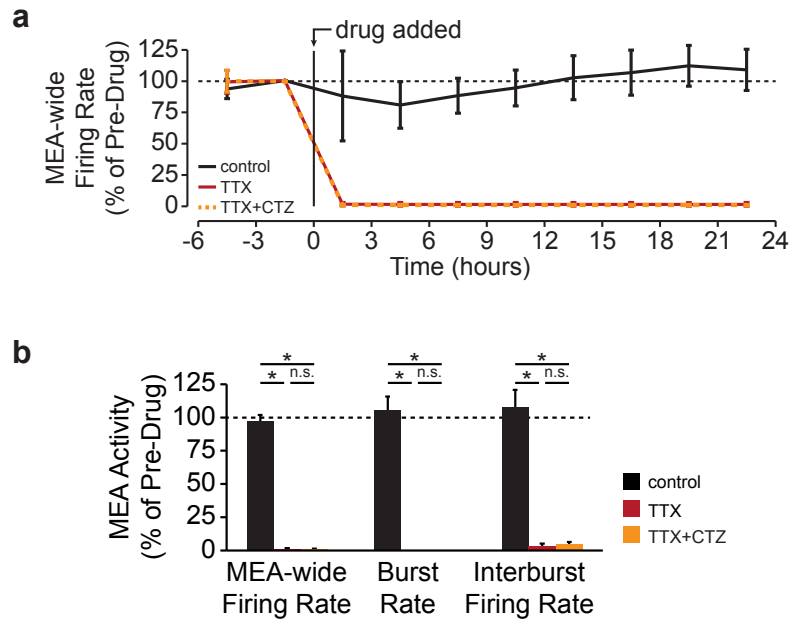 a
drug added
MEA-wide
Firing Rate
(% of Pre-Drug)
125
100
75
50
25
0
control
TTX
TTX+CTZ
-6 -3 0 3 6 9 12 15 18 21 24
Time (hours)
b
* * *
* n.s. * n.s. * n.s.
MEA Activity
(% of Pre-Drug)
125
100
75
50
25
0
control
TTX
TTX+CTZ
MEA-wide Burst Interburst
Firing Rate Rate Firing Rate